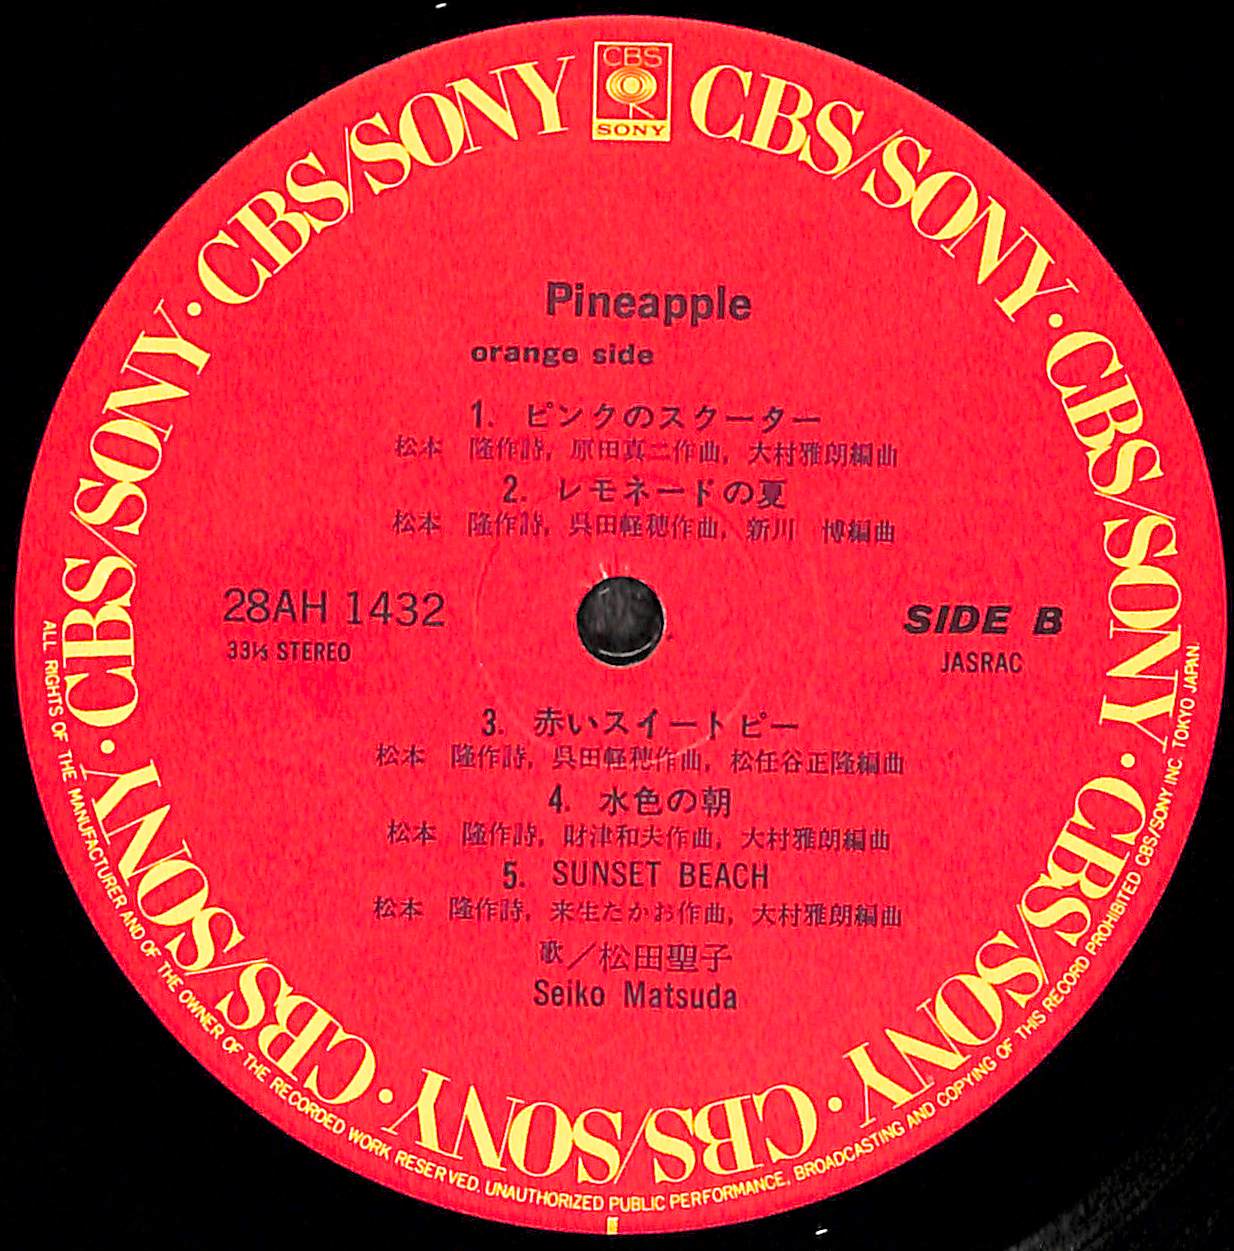 CBS
SONY
CBS/SONY · CBS/SONY · CBS/SONY · CBS/SONY · CBS/SONY · CBS/SONY · CBS/SONY
Pineapple
orange side
1. ピンクのスクーター
松本 隆作詩, 原田真二作曲, 大村雅朗編曲
2. レモネードの夏
松本 隆作詩, 呉田軽穂作曲, 新川 博編曲
28AH 1432
33⅓ STEREO
SIDE B
JASRAC
3. 赤いスイートピー
松本 隆作詩, 呉田軽穂作曲, 松任谷正隆編曲
4. 水色の朝
松本 隆作詩, 財津和夫作曲, 大村雅朗編曲
5. SUNSET BEACH
松本 隆作詩, 来生たかお作曲, 大村雅朗編曲
歌／松田聖子
Seiko Matsuda
ALL RIGHTS OF THE MANUFACTURER AND OF THE OWNER OF THE RECORDED WORK RESERVED. UNAUTHORIZED PUBLIC PERFORMANCE, BROADCASTING AND COPYING OF THIS RECORD PROHIBITED CBS/SONY INC. TOKYO JAPAN.